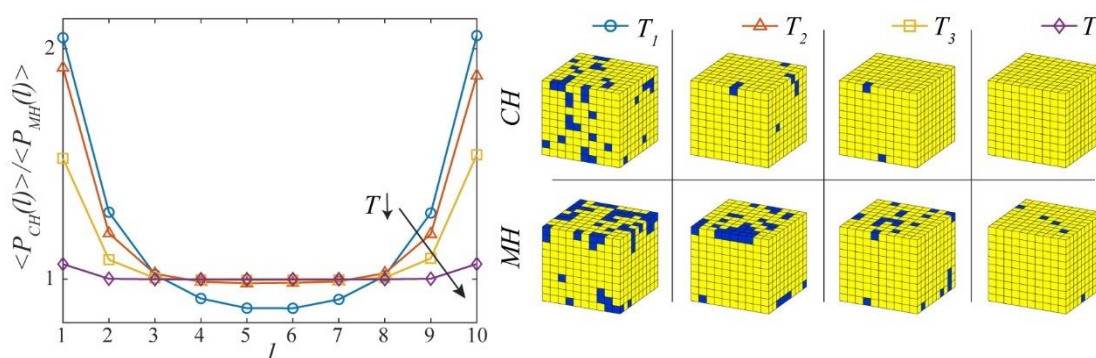 <P_CH(l)>/<P_MH(l)>
2
1
T↓
1 2 3 4 5 6 7 8 9 10
l
T_1 T_2 T_3 T
CH
MH